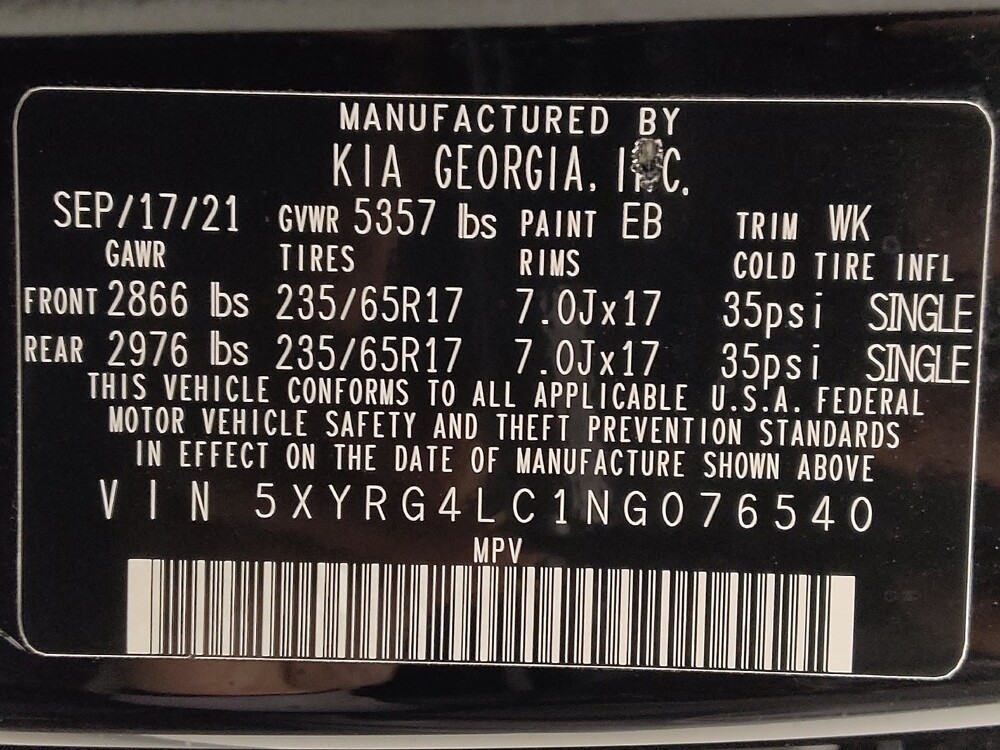 MANUFACTURED BY
KIA GEORGIA, INC.
SEP/17/21 GVWR 5357 lbs PAINT EB TRIM WK
GAWR TIRES RIMS COLD TIRE INFL
FRONT 2866 lbs 235/65R17 7.0Jx17 35psi SINGLE
REAR 2976 lbs 235/65R17 7.0Jx17 35psi SINGLE
THIS VEHICLE CONFORMS TO ALL APPLICABLE U.S.A. FEDERAL
MOTOR VEHICLE SAFETY AND THEFT PREVENTION STANDARDS
IN EFFECT ON THE DATE OF MANUFACTURE SHOWN ABOVE
VIN 5XYRG4LC1NG076540
MPV